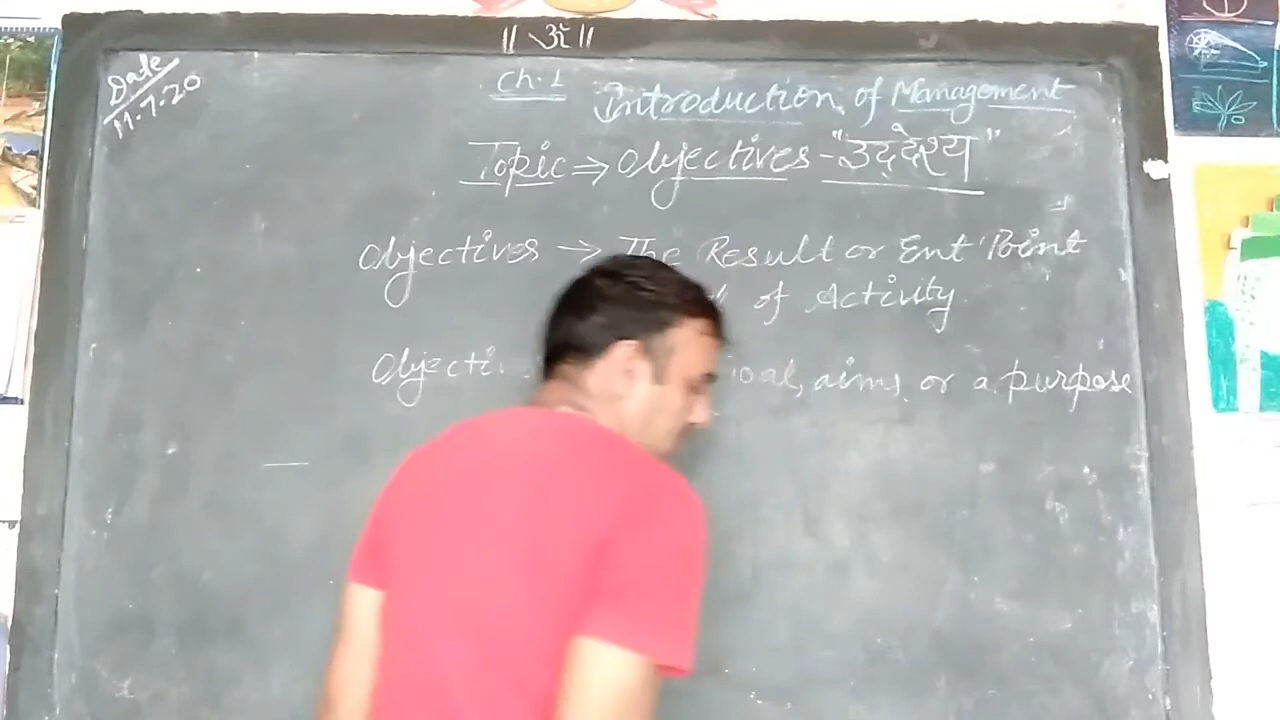 || ॐ ||
Date
11.7.20
Ch. 1 Introduction of Management
Topic ⇒ Objectives - "उद्देश्य"
Objectives → The Result or Ent Point
of Activity.
aims, or a purpose